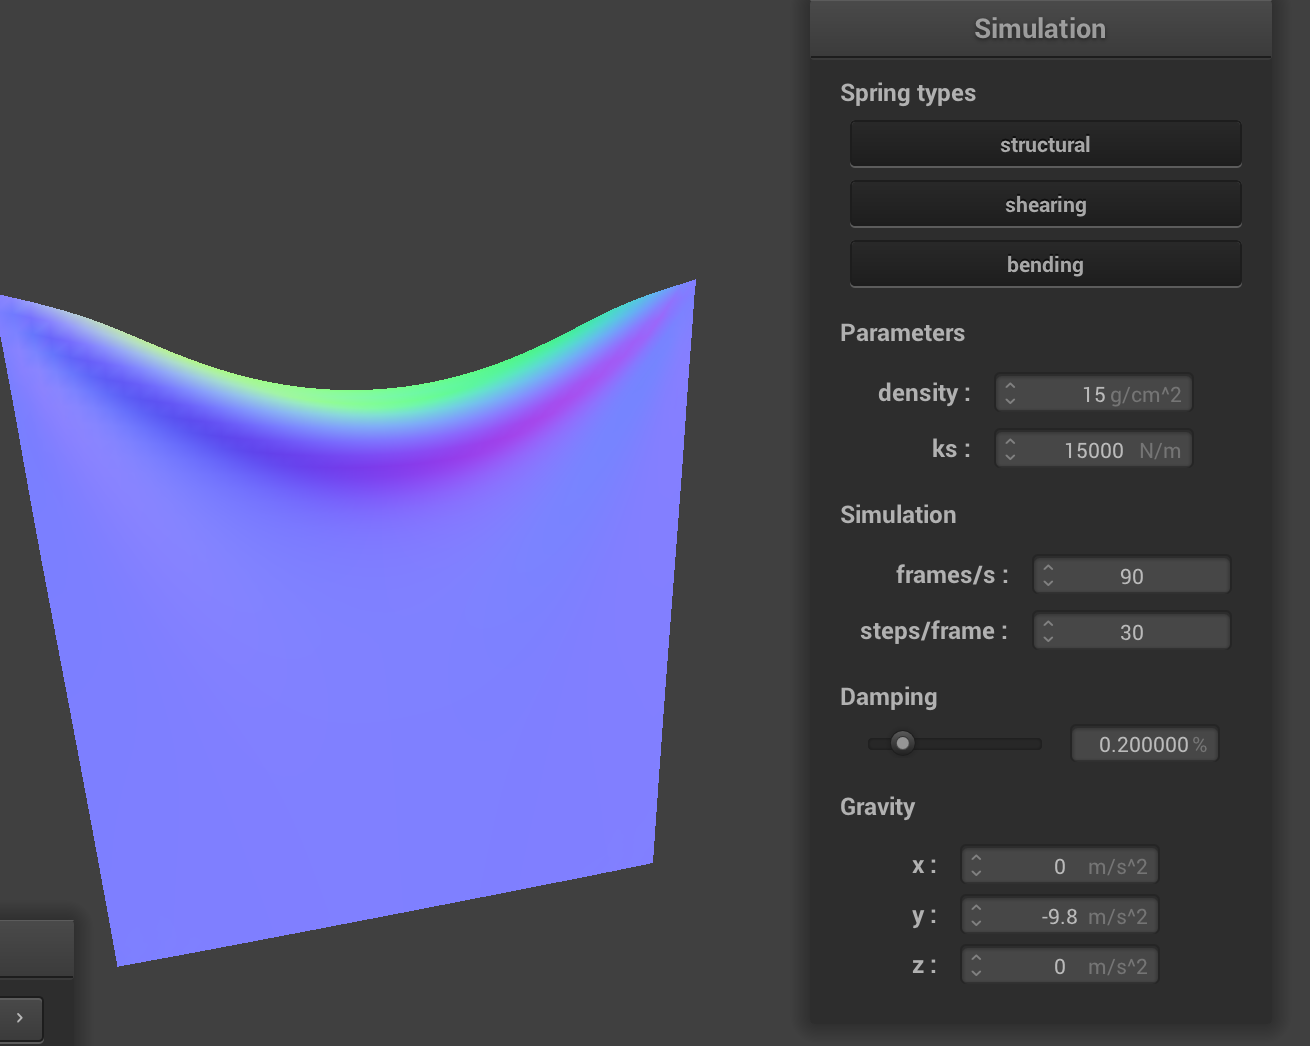 Simulation
Spring types
structural
shearing
bending
Parameters
density : 15 g/cm^2
ks : 15000 N/m
Simulation
frames/s : 90
steps/frame : 30
Damping
0.200000 %
Gravity
x : 0 m/s^2
y : -9.8 m/s^2
z : 0 m/s^2